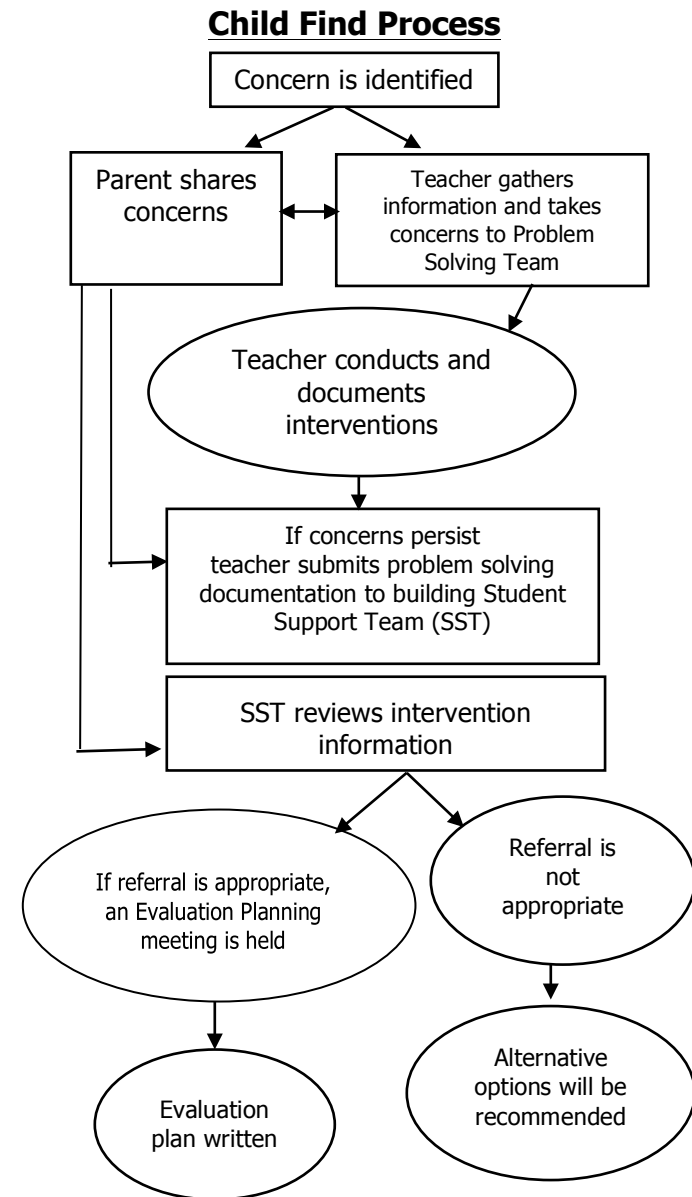 Child Find Process
Concern is identified
Parent shares
concerns
Teacher gathers
information and takes
concerns to Problem
Solving Team
Teacher conducts and
documents
interventions
If concerns persist
teacher submits problem solving
documentation to building Student
Support Team (SST)
SST reviews intervention
information
If referral is appropriate,
an Evaluation Planning
meeting is held
Referral is
not
appropriate
Evaluation
plan written
Alternative
options will be
recommended